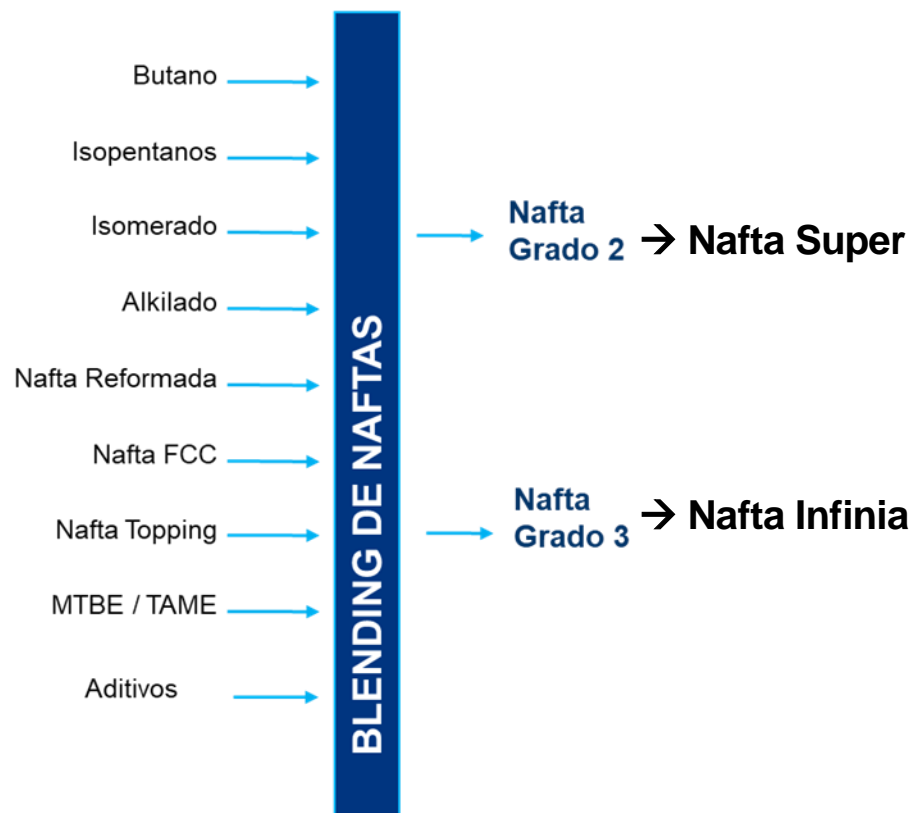 Butano
Isopentanos
Isomerado
Alkilado
Nafta Reformada
Nafta FCC
Nafta Topping
MTBE / TAME
Aditivos
BLENDING DE NAFTAS
Nafta
Grado 2 → Nafta Super
Nafta
Grado 3 → Nafta Infinia